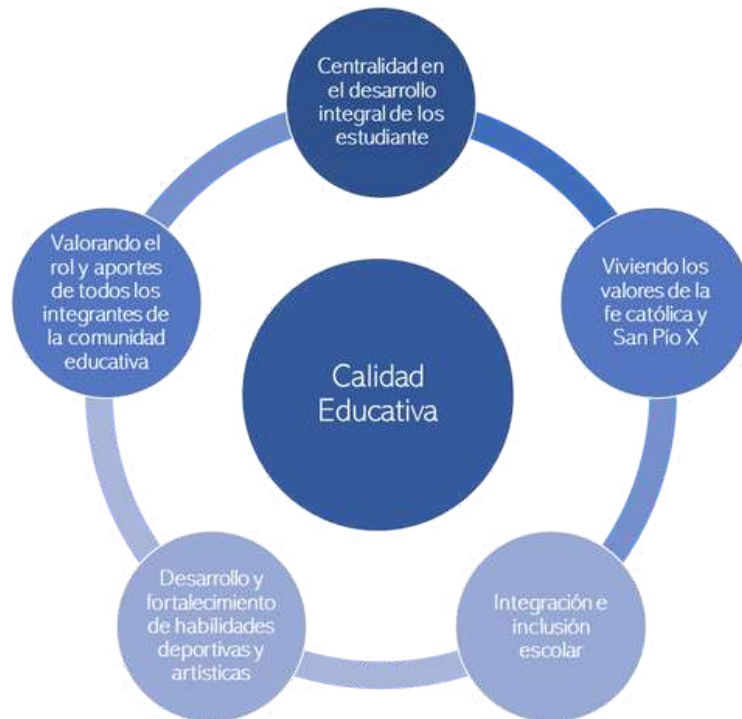 Centralidad en
el desarrollo
integral de los
estudiante
Valorando el
rol y aportes
de todos los
integrantes de
la comunidad
educativa
Viviendo los
valores de la
fe católica y
San Pío X
Calidad
Educativa
Desarrollo y
fortalecimiento
de habilidades
deportivas y
artísticas
Integración e
inclusión
escolar